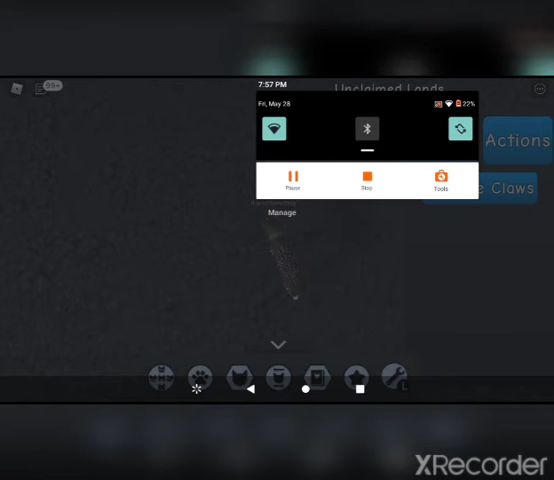 7:57 PM
99+
Unclaimed Lands
Fri, May 28
22%
Actions
Pause
Stop
Tools
Claws
Manage
XRecorder